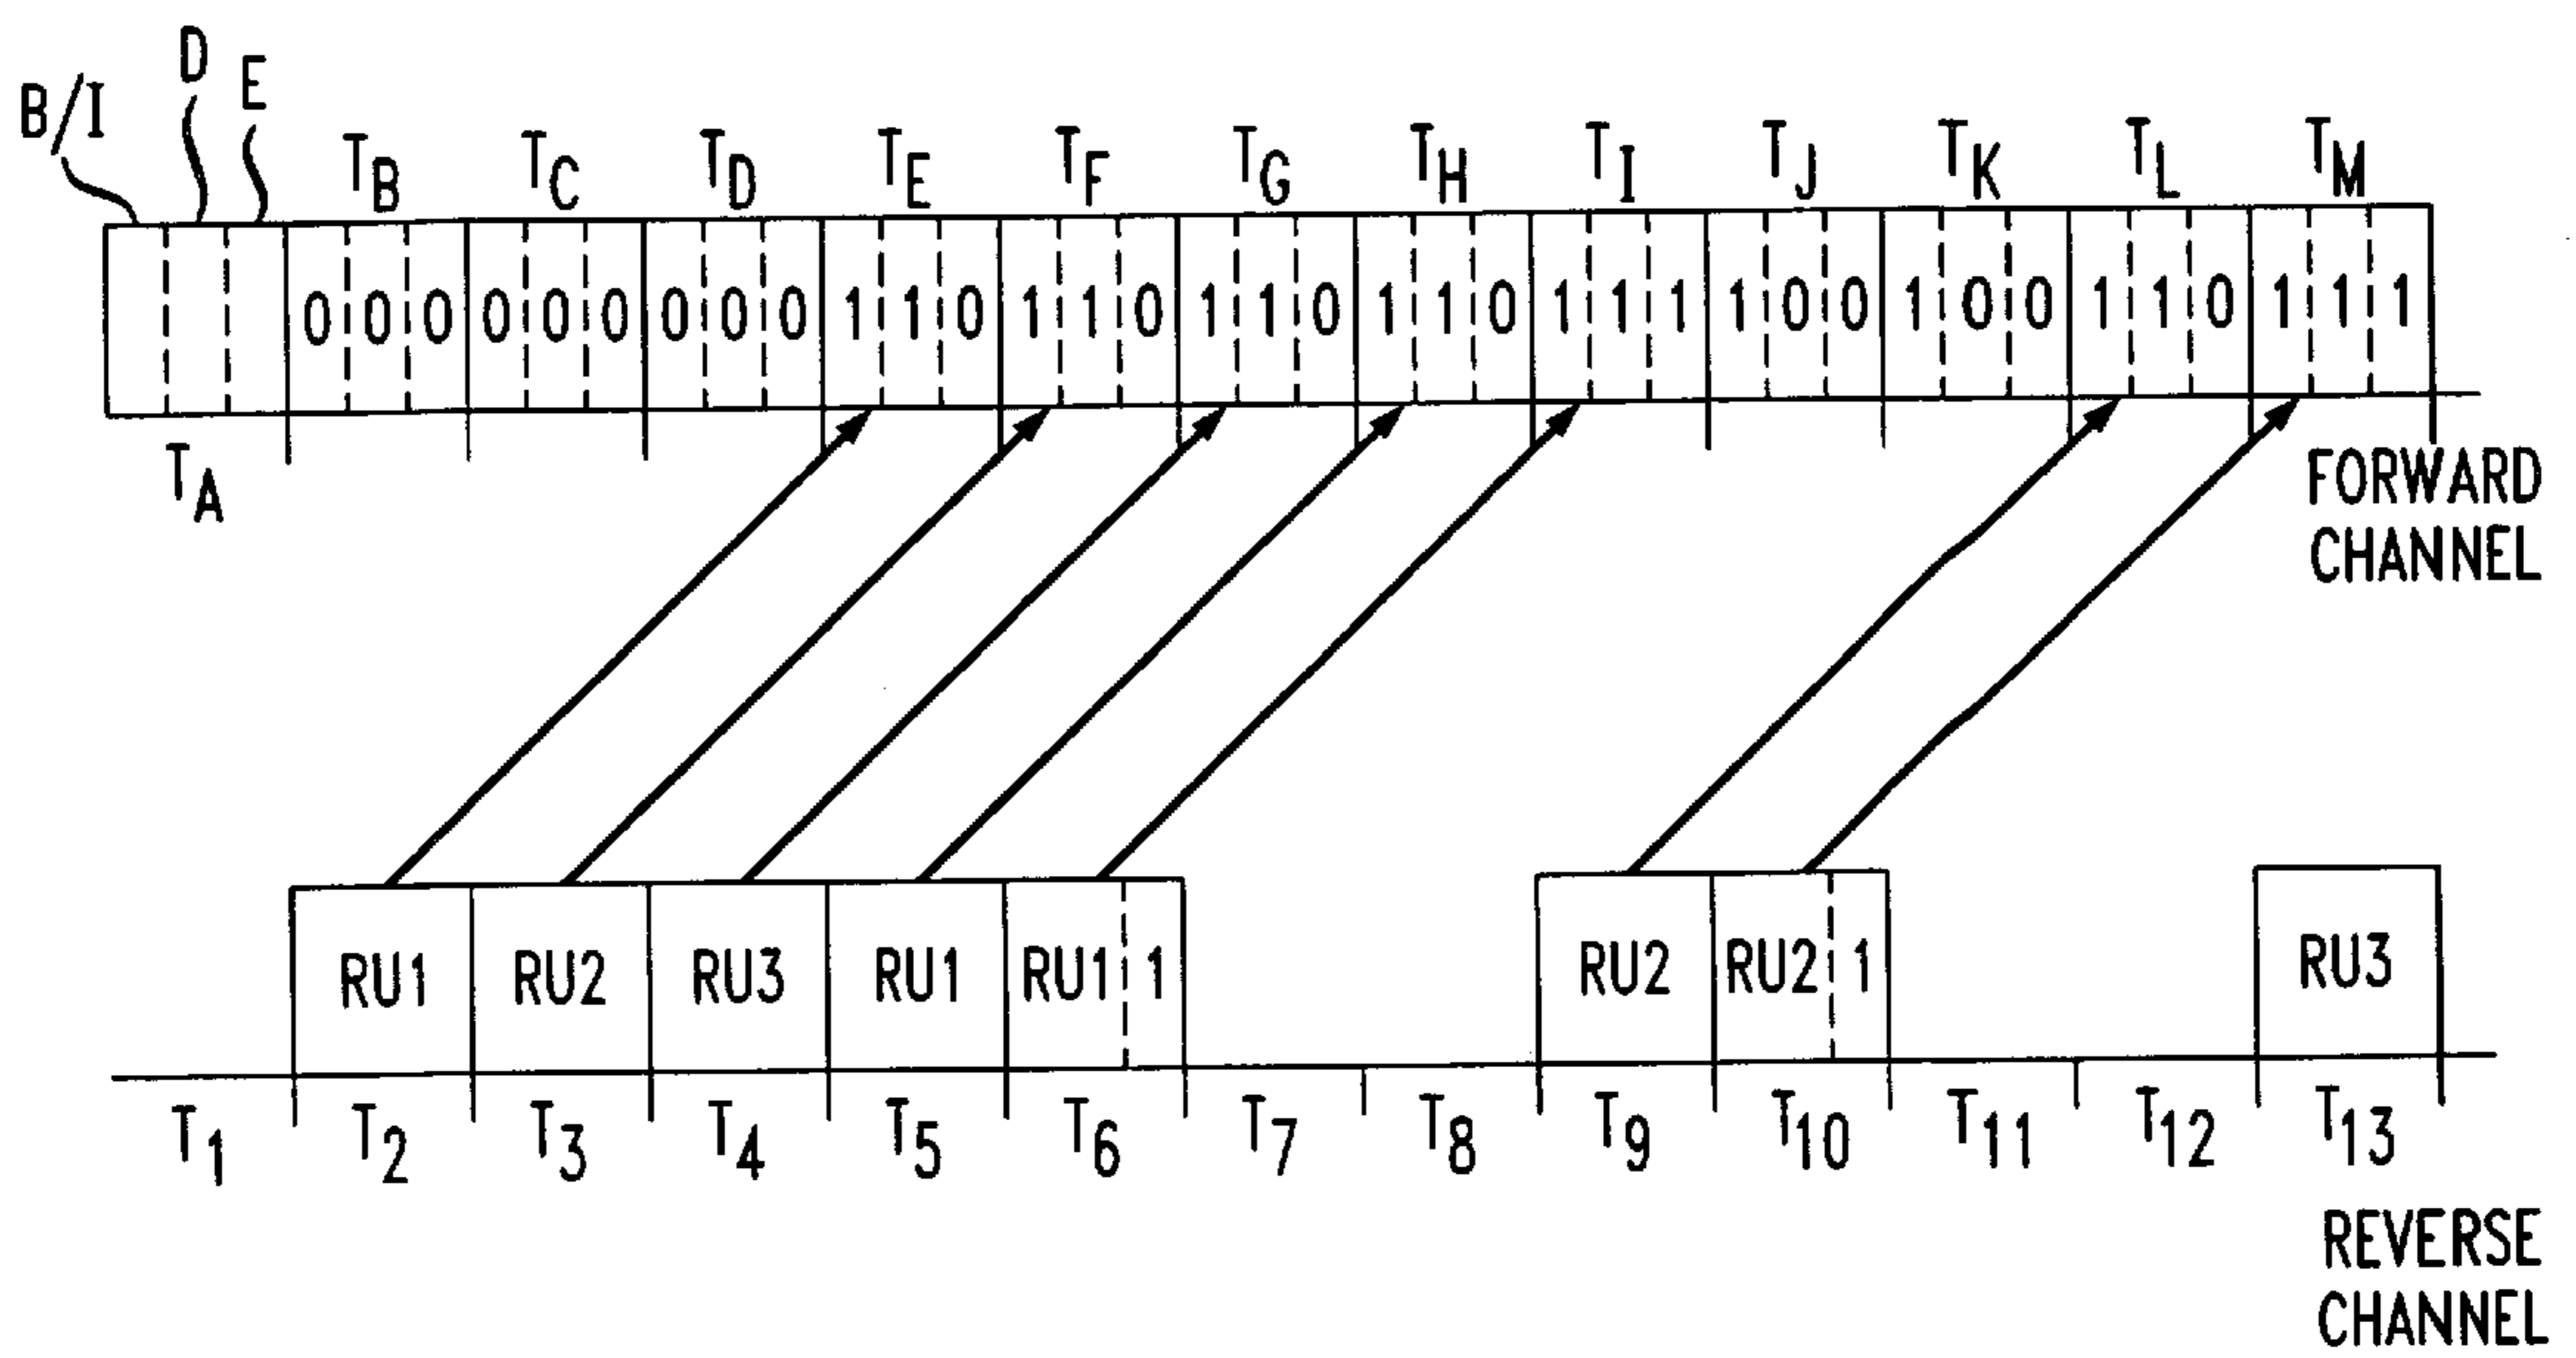 B/I D E
T_B T_C T_D T_E T_F T_G T_H T_I T_J T_K T_L T_M
0 0 0 0 0 0 0 0 0 1 1 0 1 1 0 1 1 0 1 1 0 1 1 1 1 0 0 1 0 0 1 1 0 1 1 1
T_A
FORWARD
CHANNEL
RU1 RU2 RU3 RU1 RU1 1 RU2 RU2 1 RU3
T_1 T_2 T_3 T_4 T_5 T_6 T_7 T_8 T_9 T_10 T_11 T_12 T_13
REVERSE
CHANNEL